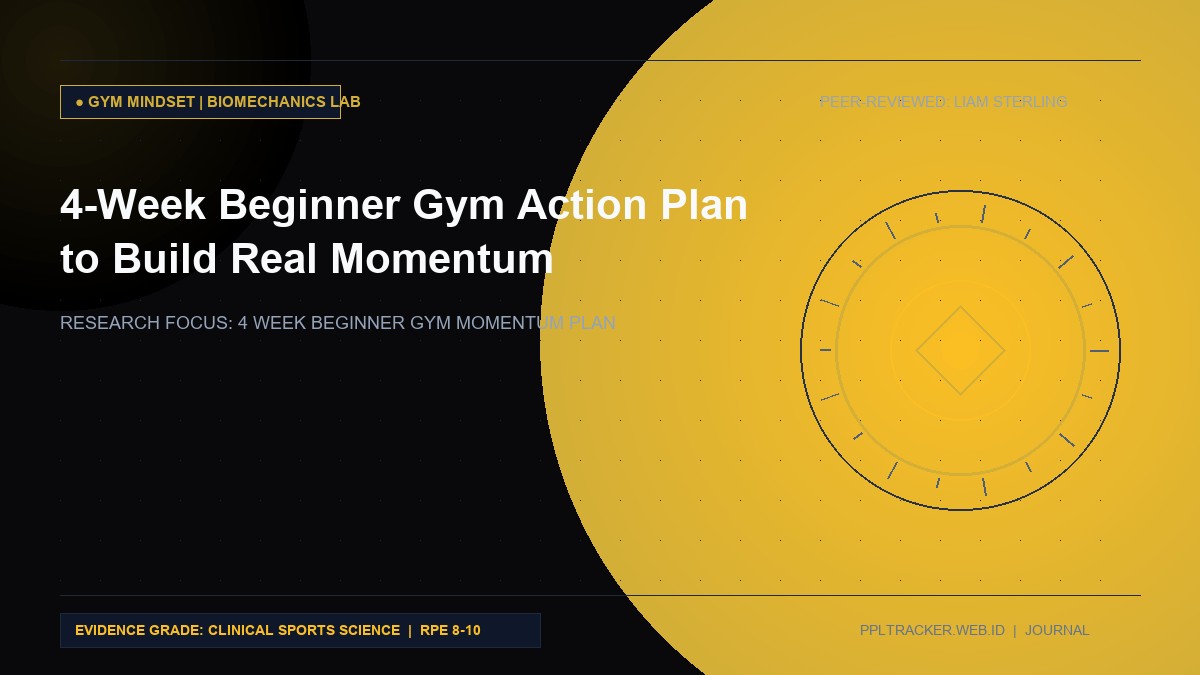 ● GYM MINDSET | BIOMECHANICS LAB
PEER-REVIEWED: LIAM STERLING
4-Week Beginner Gym Action Plan
to Build Real Momentum
RESEARCH FOCUS: 4 WEEK BEGINNER GYM MOMENTUM PLAN
EVIDENCE GRADE: CLINICAL SPORTS SCIENCE | RPE 8-10
PPLTRACKER.WEB.ID | JOURNAL